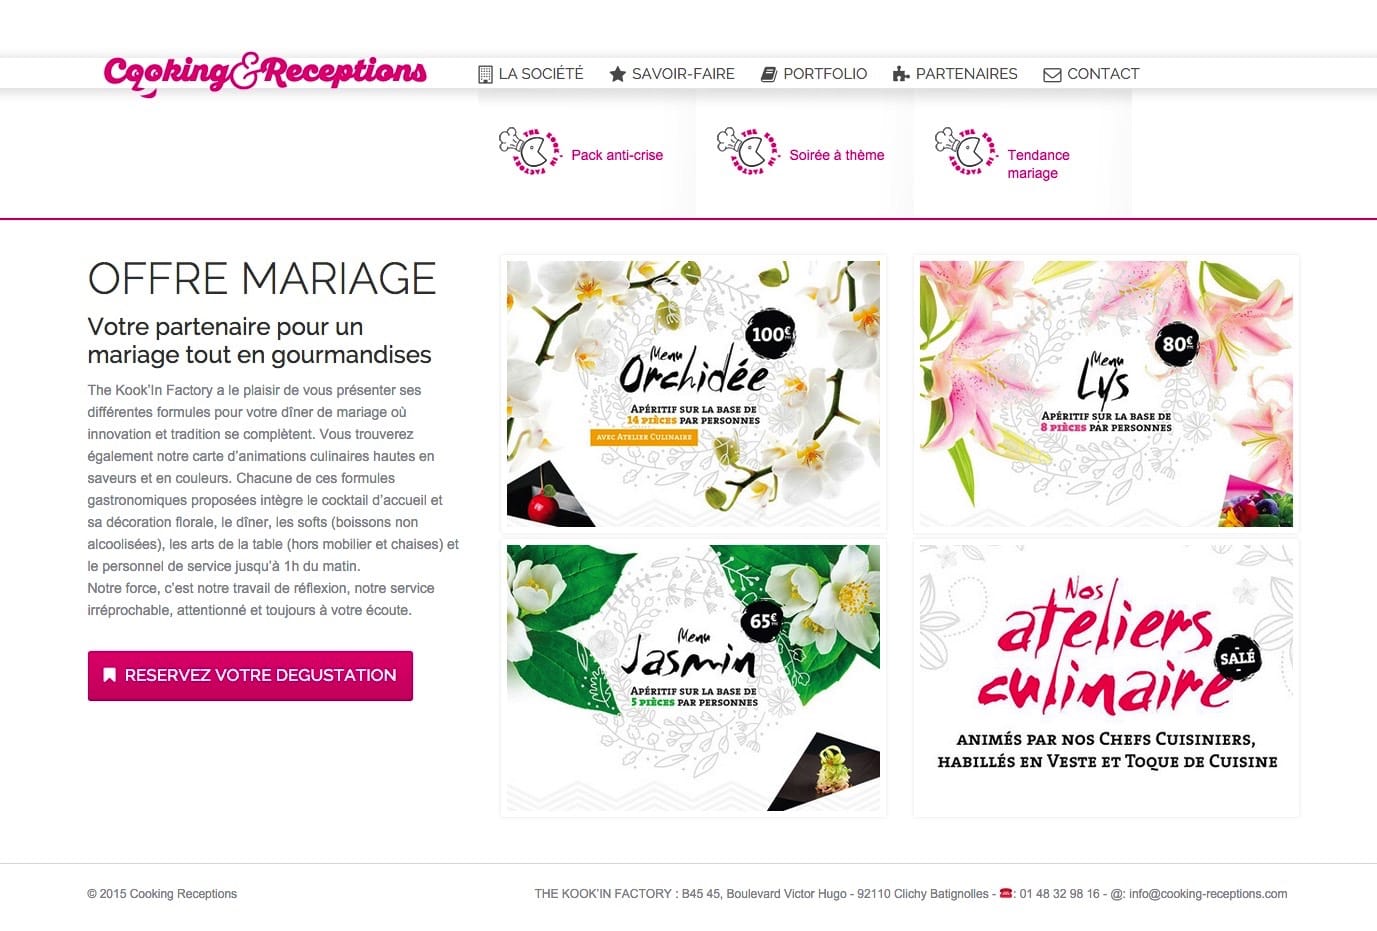 Cooking&Receptions
LA SOCIÉTÉ
SAVOIR-FAIRE
PORTFOLIO
PARTENAIRES
CONTACT
THE KOOK'IN FACTORY
Pack anti-crise
THE KOOK'IN FACTORY
Soirée à thème
THE KOOK'IN FACTORY
Tendance
mariage
OFFRE MARIAGE
Votre partenaire pour un
mariage tout en gourmandises
The Kook'In Factory a le plaisir de vous présenter ses
différentes formules pour votre dîner de mariage où
innovation et tradition se complètent. Vous trouverez
également notre carte d'animations culinaires hautes en
saveurs et en couleurs. Chacune de ces formules
gastronomiques proposées intègre le cocktail d'accueil et
sa décoration florale, le dîner, les softs (boissons non
alcoolisées), les arts de la table (hors mobilier et chaises) et
le personnel de service jusqu'à 1h du matin.
Notre force, c'est notre travail de réflexion, notre service
irréprochable, attentionné et toujours à votre écoute.
RESERVEZ VOTRE DEGUSTATION
100€
Menu
Orchidée
APÉRITIF SUR LA BASE DE
14 PIÈCES PAR PERSONNES
AVEC ATELIER CULINAIRE
80€
Menu
Lys
APÉRITIF SUR LA BASE DE
8 PIÈCES PAR PERSONNES
65€
Menu
Jasmin
APÉRITIF SUR LA BASE DE
5 PIÈCES PAR PERSONNES
Nos
ateliers
culinaire
SALÉ
ANIMÉS PAR NOS CHEFS CUISINIERS,
HABILLÉS EN VESTE ET TOQUE DE CUISINE
© 2015 Cooking Receptions
THE KOOK'IN FACTORY : B45 45, Boulevard Victor Hugo - 92110 Clichy Batignolles - ☎: 01 48 32 98 16 - @: info@cooking-receptions.com